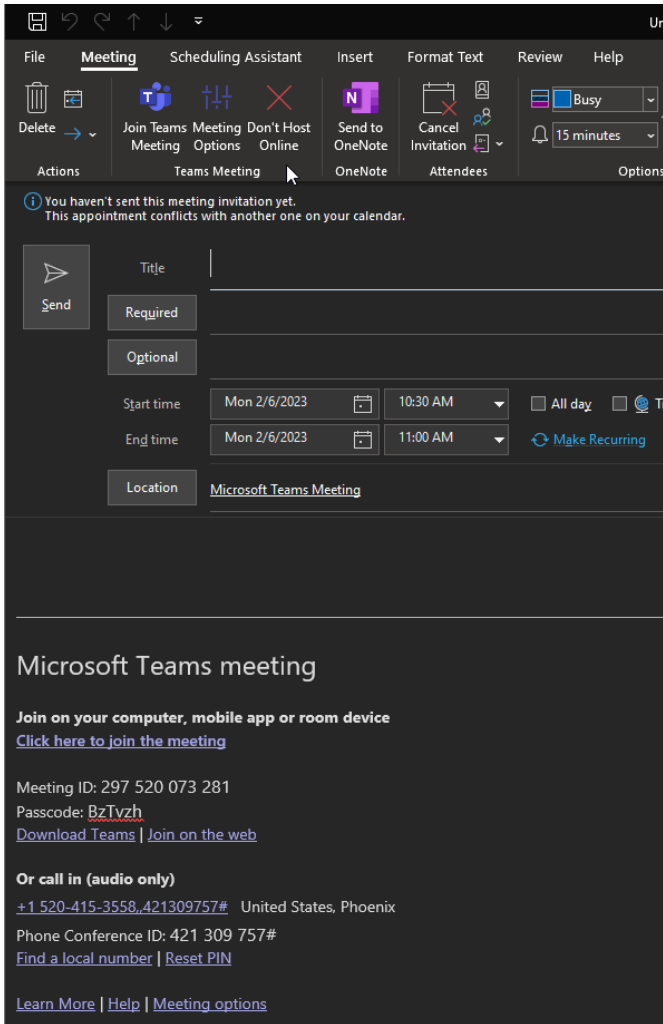 Un
File Meeting Scheduling Assistant Insert Format Text Review Help
Delete
Join Teams Meeting
Meeting Options
Don't Host Online
Send to OneNote
Cancel Invitation
Busy
15 minutes
Actions Teams Meeting OneNote Attendees Options
You haven't sent this meeting invitation yet.
This appointment conflicts with another one on your calendar.
Send
Title
Required
Optional
Start time Mon 2/6/2023 10:30 AM All day Ti
End time Mon 2/6/2023 11:00 AM Make Recurring
Location Microsoft Teams Meeting
Microsoft Teams meeting
Join on your computer, mobile app or room device
Click here to join the meeting
Meeting ID: 297 520 073 281
Passcode: BzTvzh
Download Teams | Join on the web
Or call in (audio only)
+1 520-415-3558,,421309757# United States, Phoenix
Phone Conference ID: 421 309 757#
Find a local number | Reset PIN
Learn More | Help | Meeting options